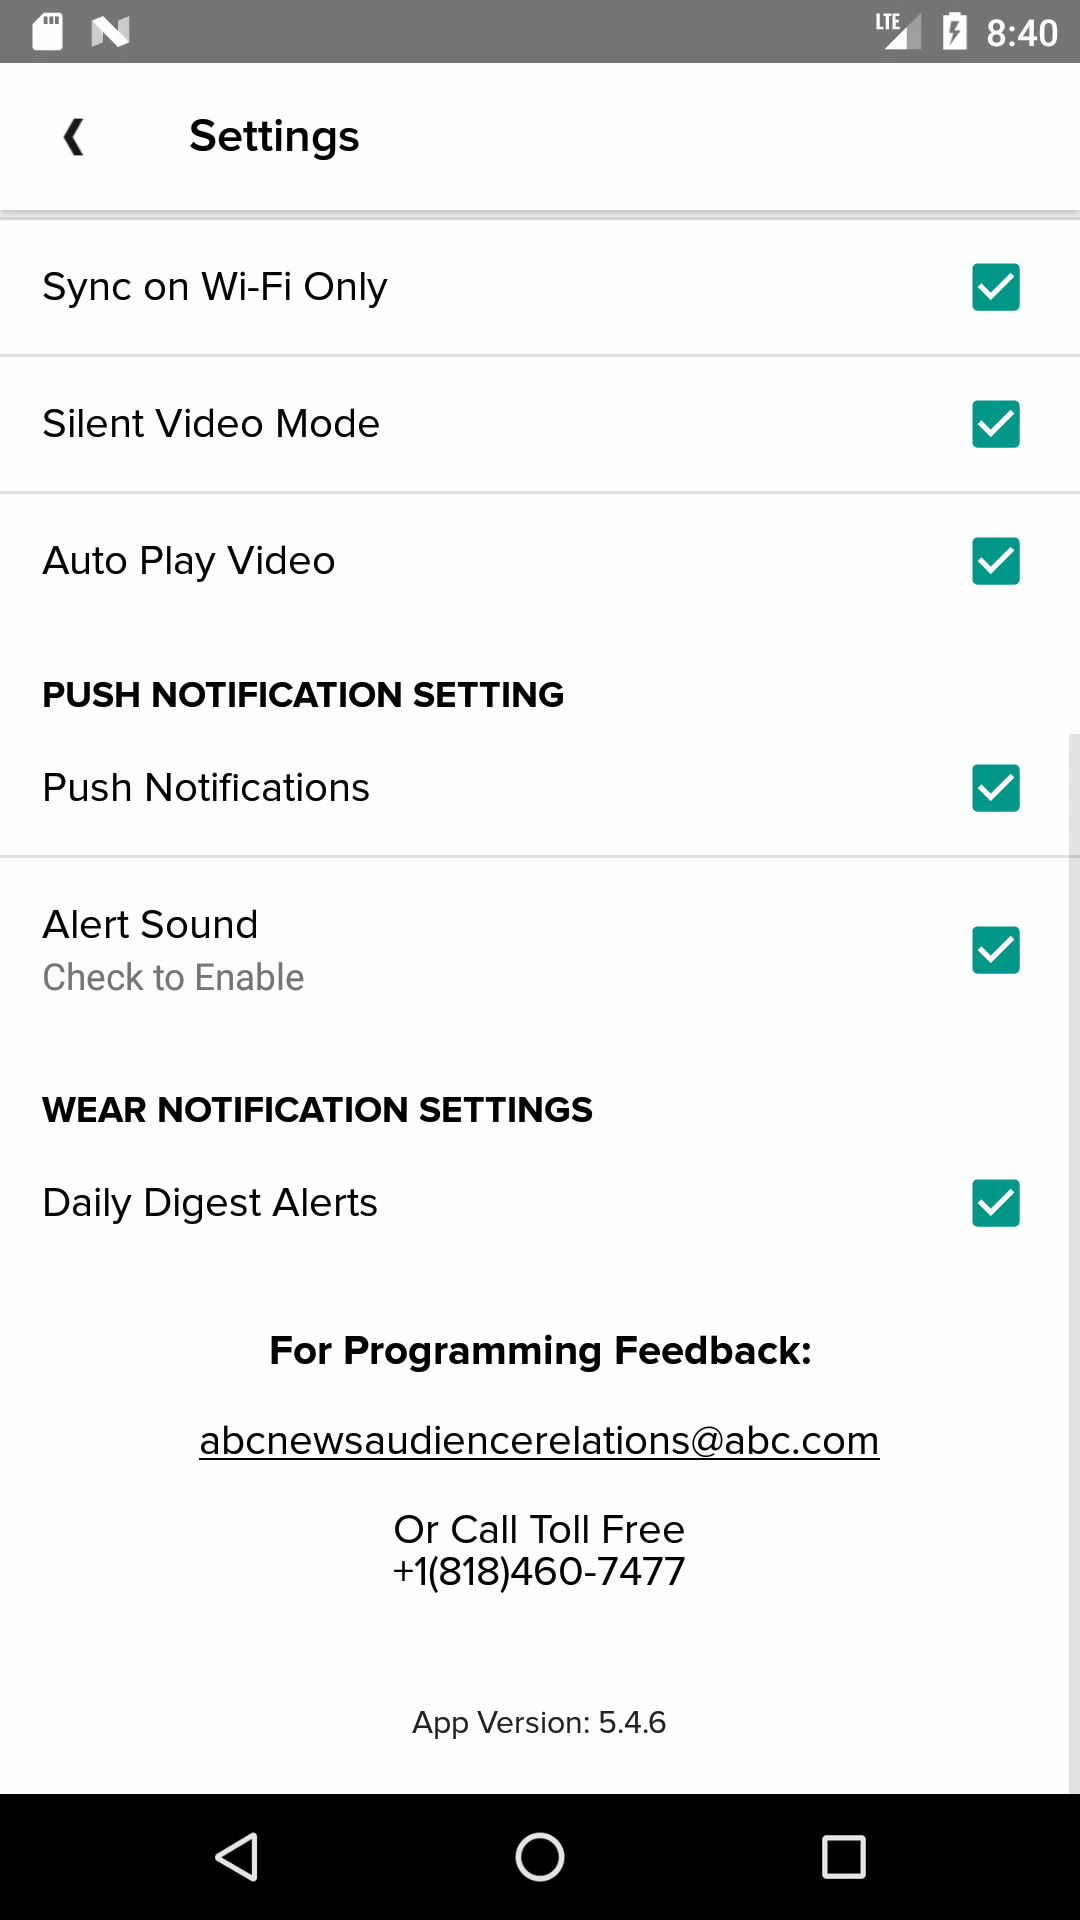 LTE 8:40
Settings
Sync on Wi-Fi Only
Silent Video Mode
Auto Play Video
PUSH NOTIFICATION SETTING
Push Notifications
Alert Sound
Check to Enable
WEAR NOTIFICATION SETTINGS
Daily Digest Alerts
For Programming Feedback:
abcnewsaudiencerelations@abc.com
Or Call Toll Free
+1(818)460-7477
App Version: 5.4.6